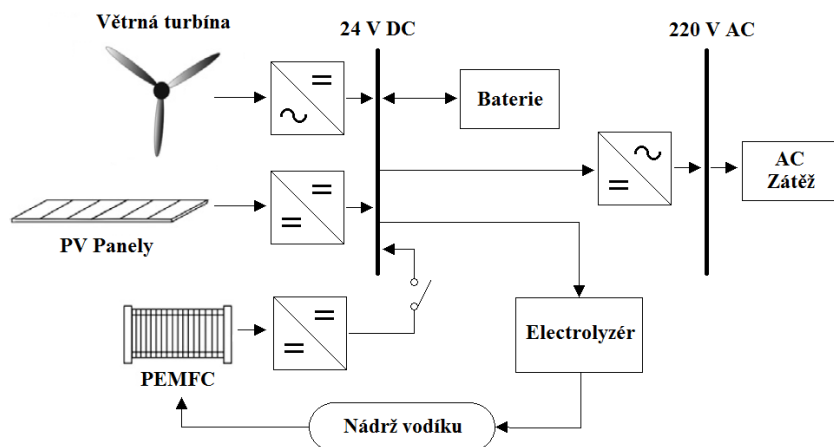 Větrná turbína
24 V DC
220 V AC
Baterie
AC
Zátěž
PV Panely
Electrolyzér
PEMFC
Nádrž vodíku